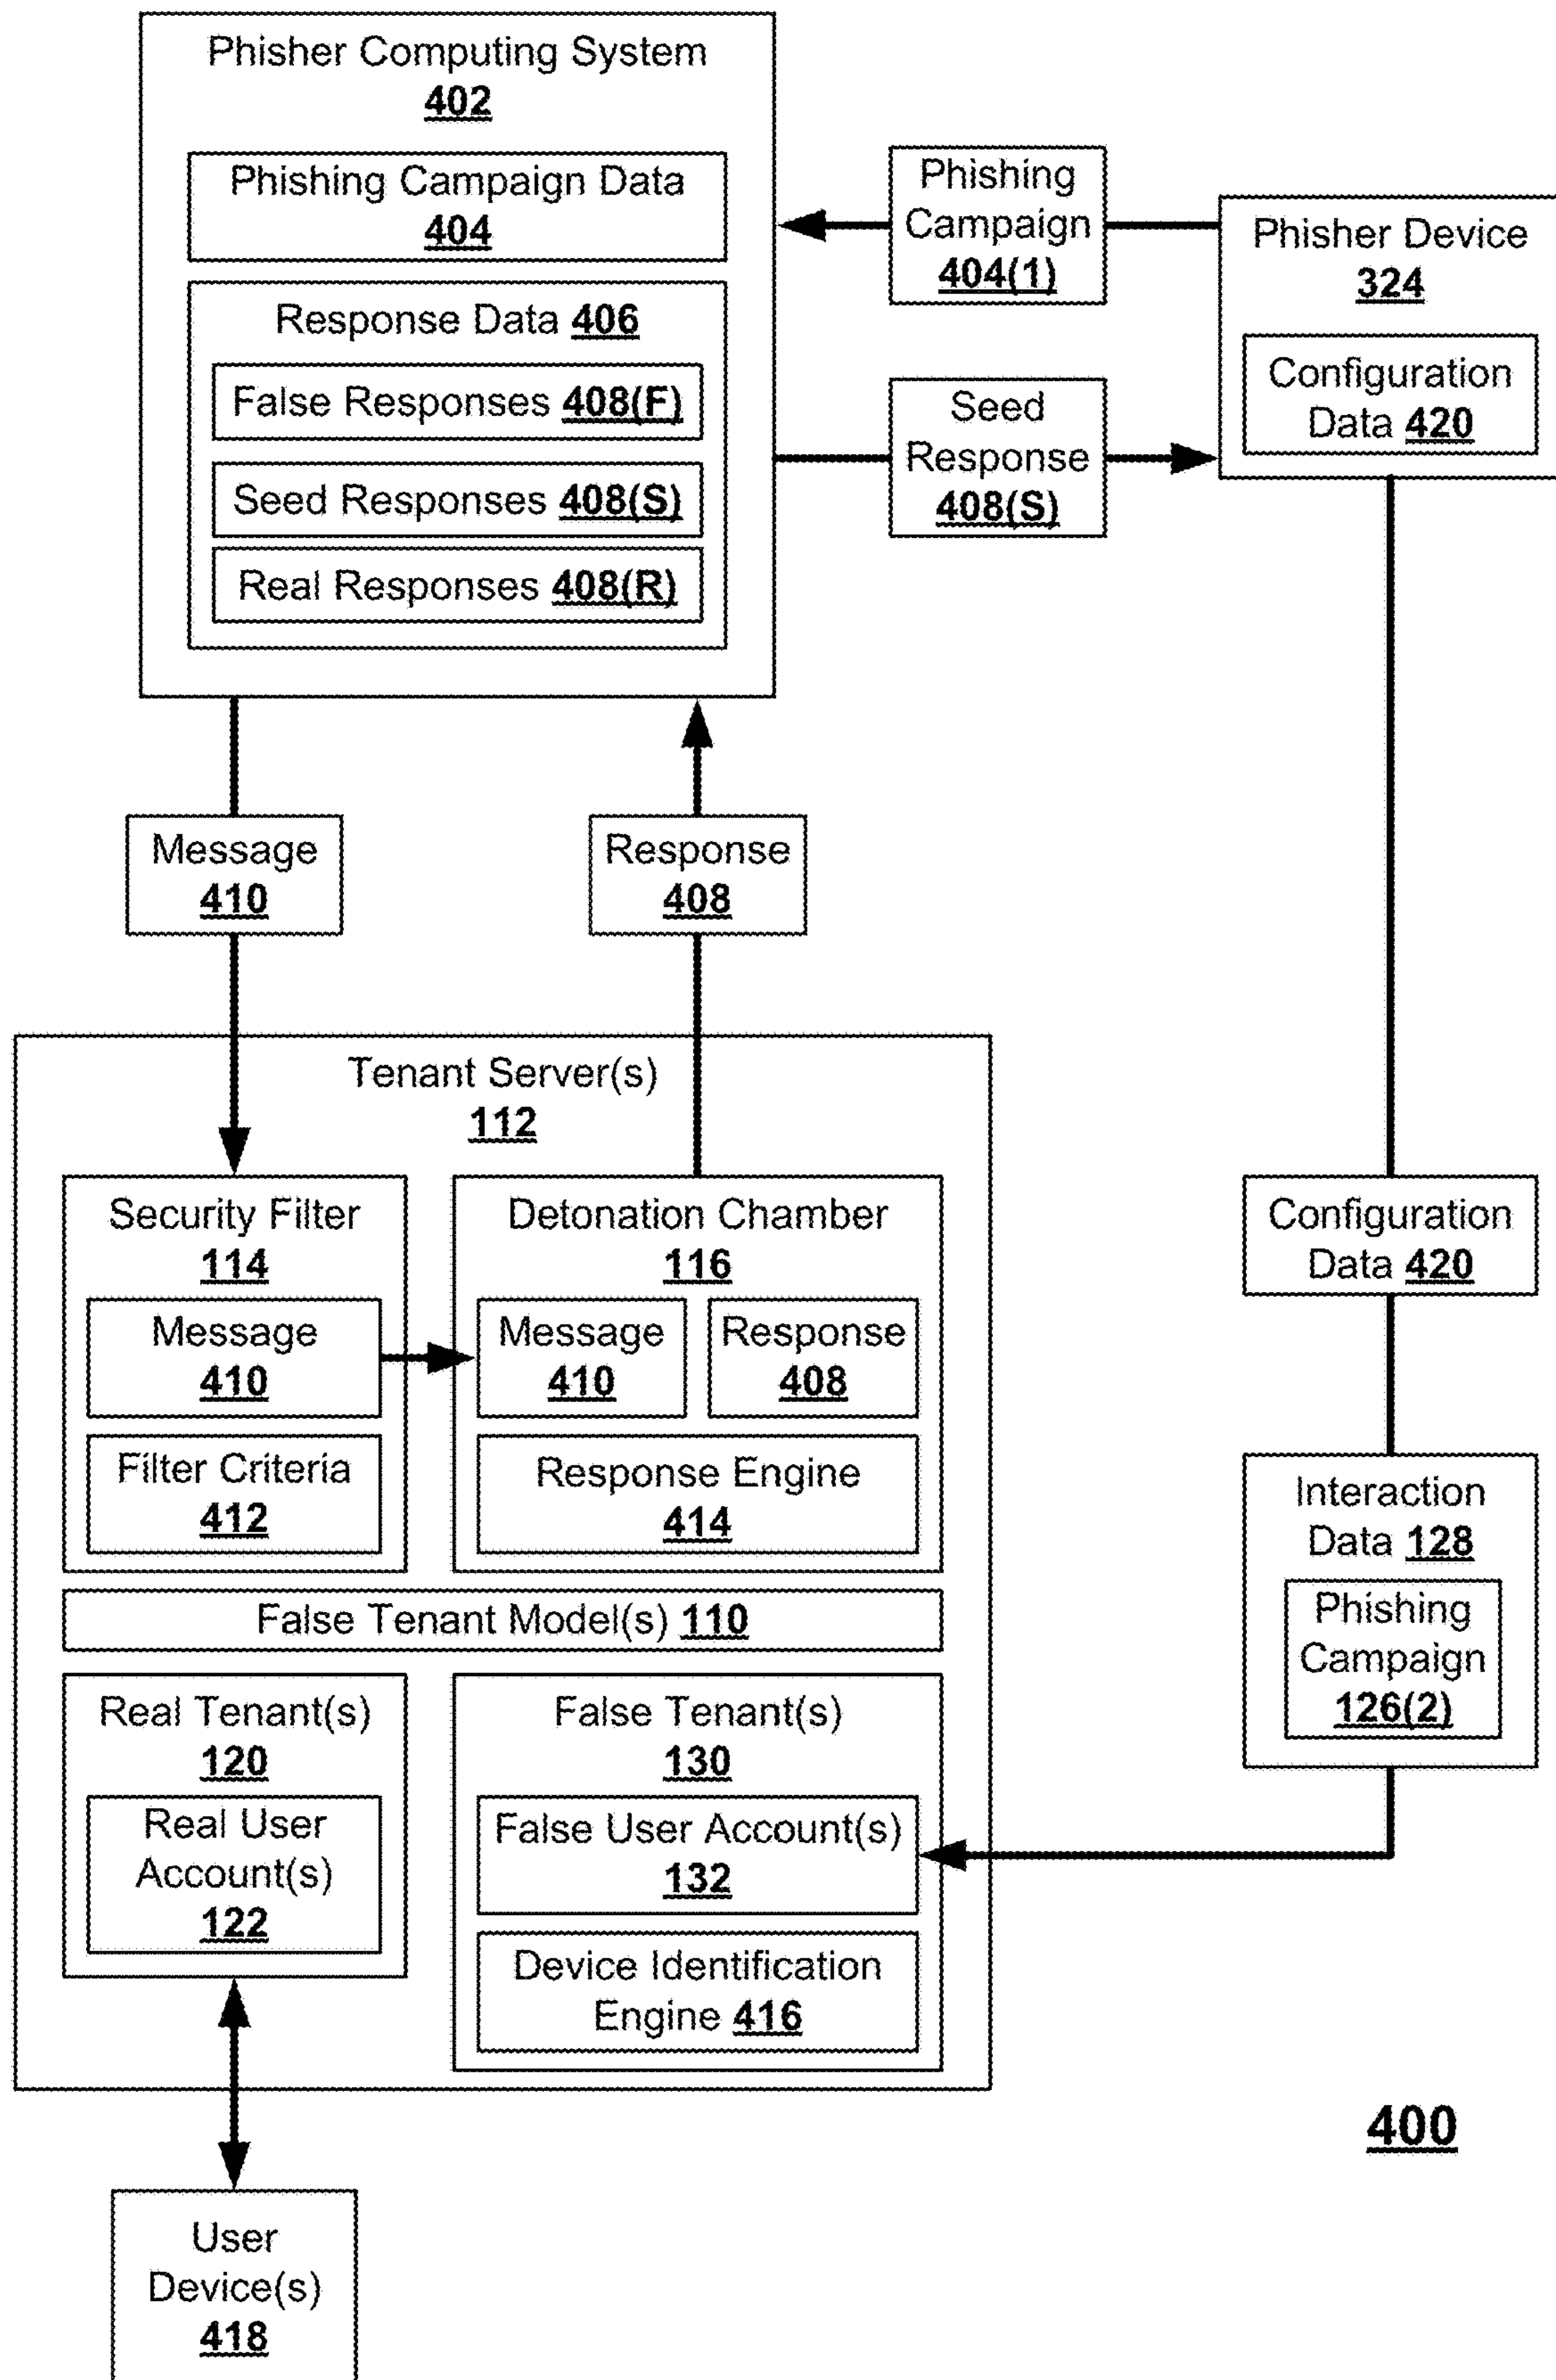 Phisher Computing System
402
Phishing Campaign Data
404
Response Data 406
False Responses 408(F)
Seed Responses 408(S)
Real Responses 408(R)
Phishing
Campaign
404(1)
Seed
Response
408(S)
Phisher Device
324
Configuration
Data 420
Message
410
Response
408
Tenant Server(s)
112
Security Filter
114
Message
410
Filter Criteria
412
Detonation Chamber
116
Message
410
Response
408
Response Engine
414
Configuration
Data 420
Interaction
Data 128
Phishing
Campaign
126(2)
False Tenant Model(s) 110
Real Tenant(s)
120
Real User
Account(s)
122
False Tenant(s)
130
False User Account(s)
132
Device Identification
Engine 416
400
User
Device(s)
418